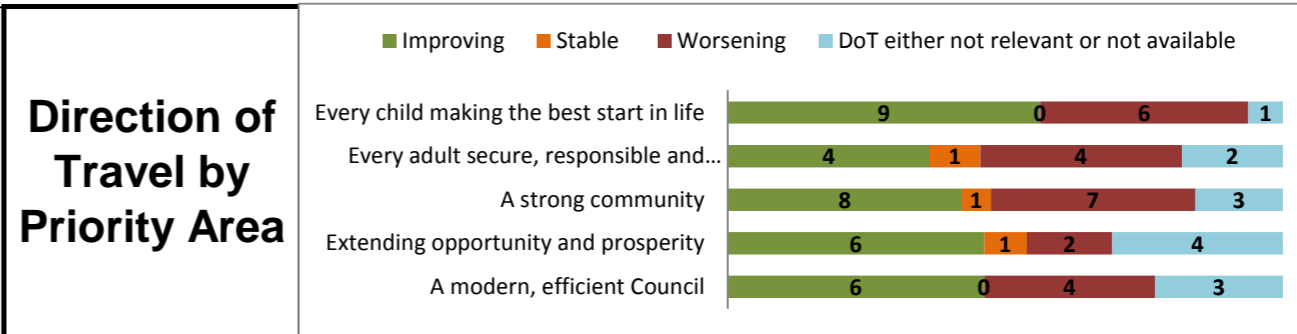 Direction of
Travel by
Priority Area
Improving Stable Worsening DoT either not relevant or not available
Every child making the best start in life 9 0 6 1
Every adult secure, responsible and... 4 1 4 2
A strong community 8 1 7 3
Extending opportunity and prosperity 6 1 2 4
A modern, efficient Council 6 0 4 3